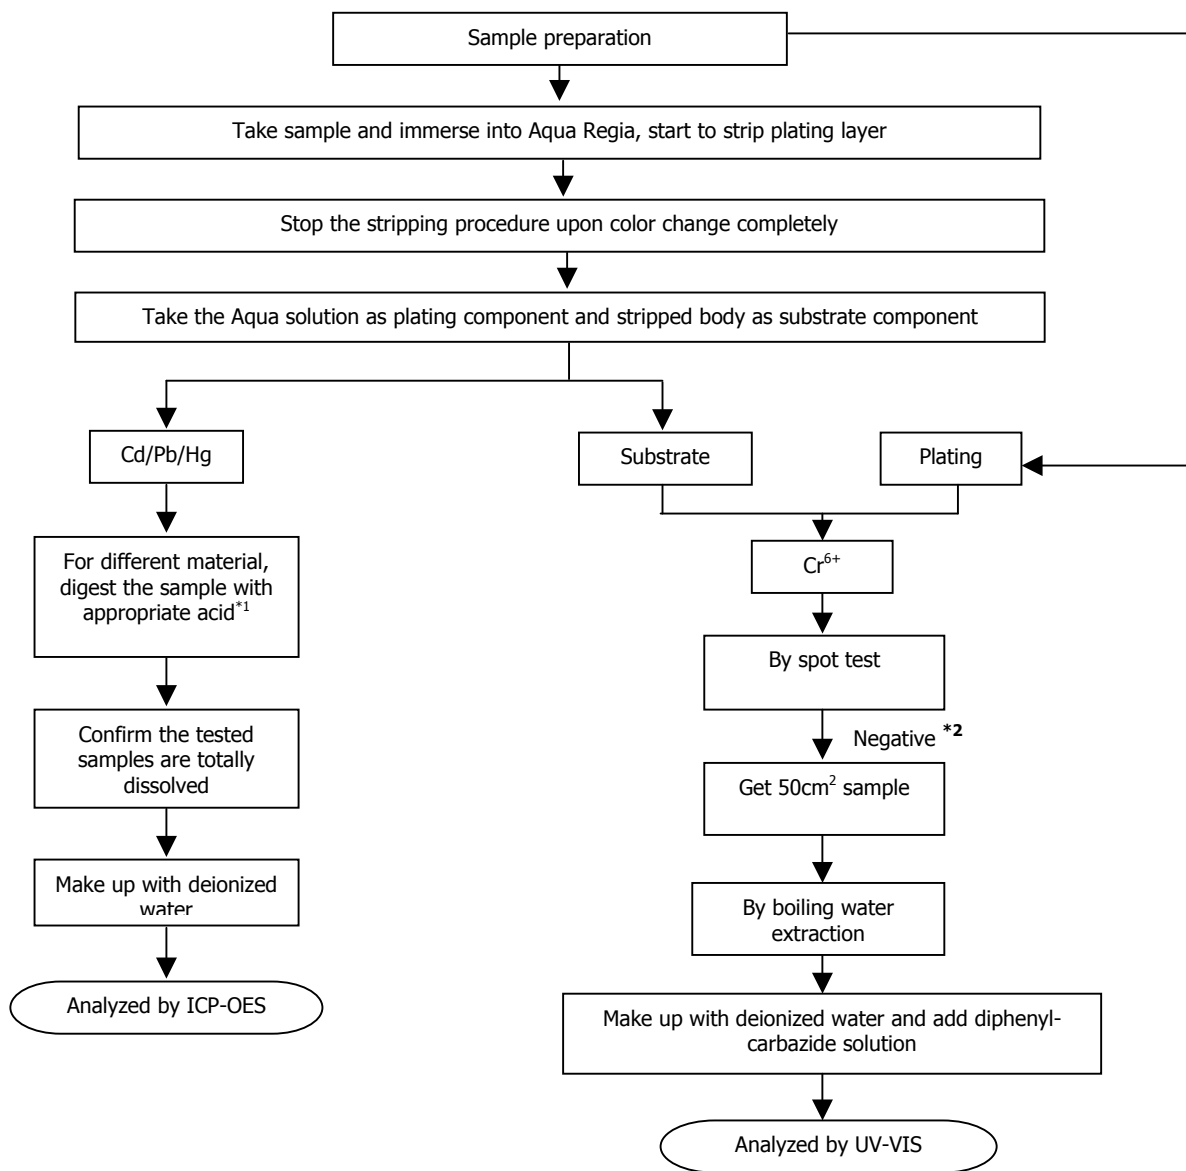 Sample preparation
Take sample and immerse into Aqua Regia, start to strip plating layer
Stop the stripping procedure upon color change completely
Take the Aqua solution as plating component and stripped body as substrate component
Cd/Pb/Hg
For different material,
digest the sample with
appropriate acid*1
Confirm the tested
samples are totally
dissolved
Make up with deionized
water
Analyzed by ICP-OES
Substrate
Plating
Cr6+
By spot test
Negative *2
Get 50cm2 sample
By boiling water
extraction
Make up with deionized water and add diphenyl-
carbazide solution
Analyzed by UV-VIS